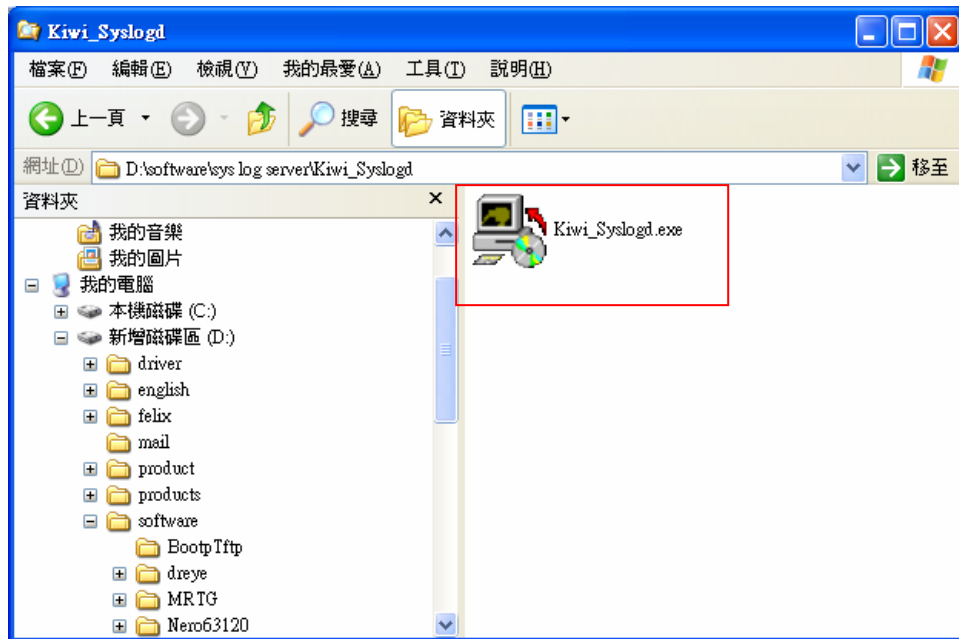 Kiwi_Syslogd
檔案(F) 編輯(E) 檢視(V) 我的最愛(A) 工具(T) 說明(H)
上一頁 搜尋 資料夾
網址(D) D:\software\sys log server\Kiwi_Syslogd 移至
資料夾
Kiwi_Syslogd.exe
我的音樂
我的圖片
我的電腦
本機磁碟 (C:)
新增磁碟區 (D:)
driver
english
felix
mail
product
products
software
BootpTftp
dreye
MRTG
Nero63120